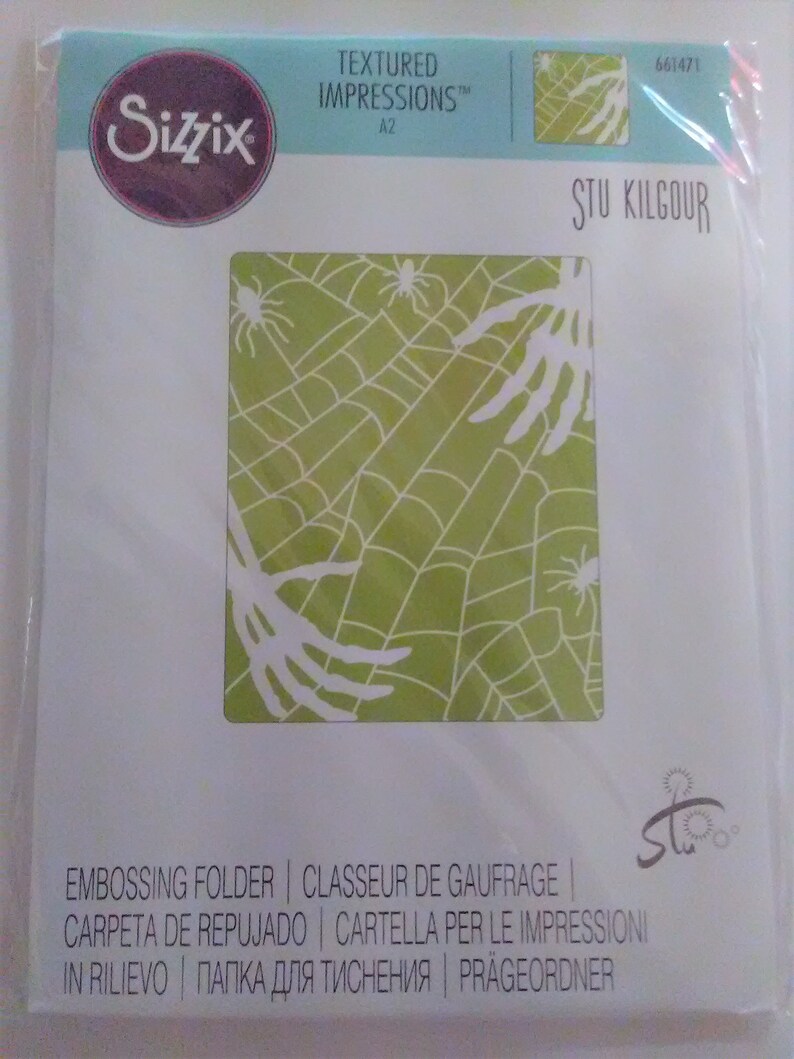 Sizzix®
TEXTURED
IMPRESSIONS™
A2
661471
STU KILGOUR
Stu
EMBOSSING FOLDER | CLASSEUR DE GAUFRAGE |
CARPETA DE REPUJADO | CARTELLA PER LE IMPRESSIONI
IN RILIEVO | ПАПКА ДЛЯ ТИСНЕНИЯ | PRÄGEORDNER